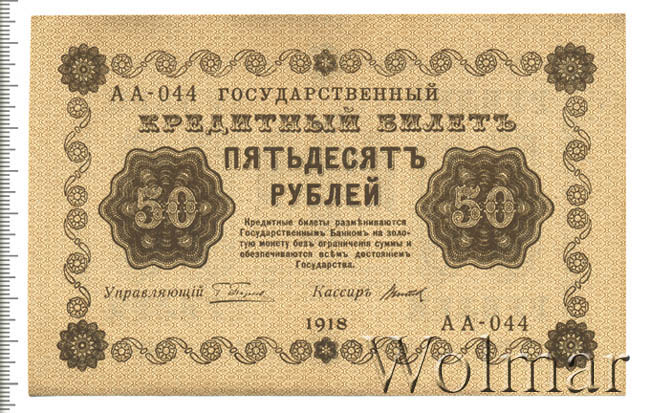 АА-044 ГОСУДАРСТВЕННЫЙ
КРЕДИТНЫЙ БИЛЕТЪ
ПЯТЬДЕСЯТЪ
РУБЛЕЙ
50
50
Кредитные билеты размѣниваются
Государственнымъ Банкомъ на золо-
тую монету безъ ограниченія суммы и
обезпечиваются всѣмъ достояніемъ
Государства.
Управляющій
Кассиръ
1918
АА-044
Wolmar